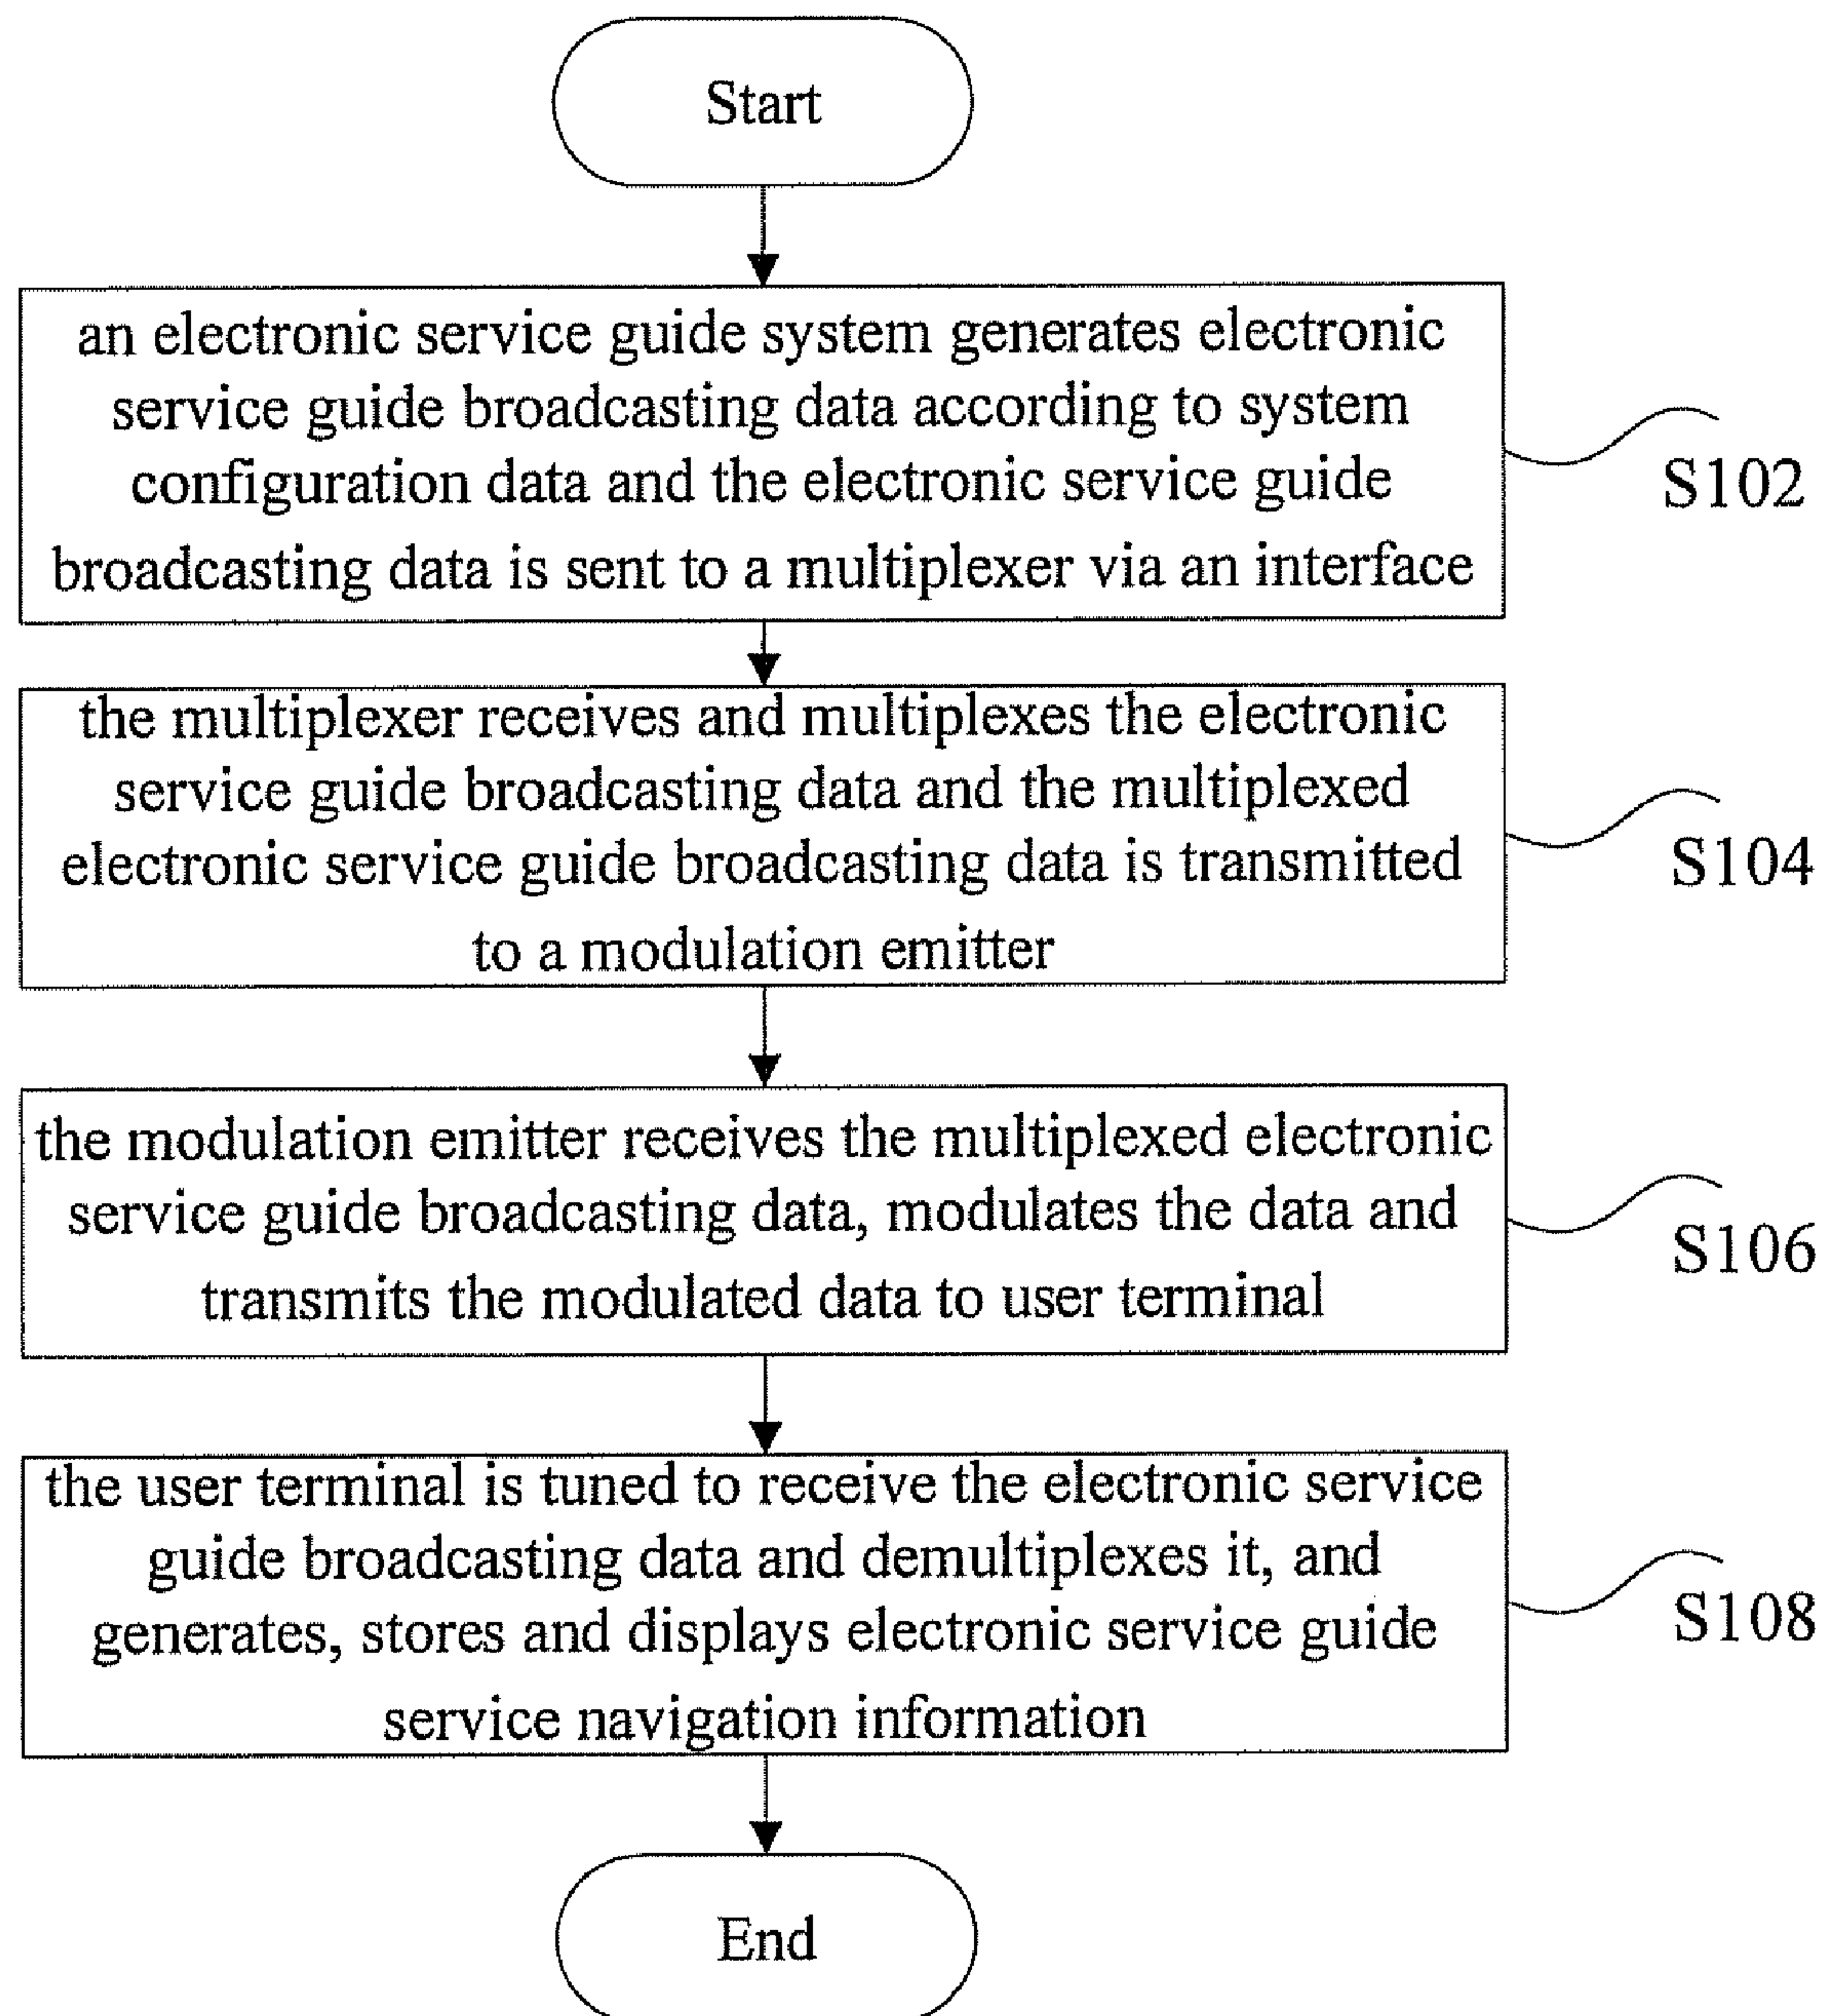 Start
an electronic service guide system generates electronic
service guide broadcasting data according to system
configuration data and the electronic service guide
broadcasting data is sent to a multiplexer via an interface
S102
the multiplexer receives and multiplexes the electronic
service guide broadcasting data and the multiplexed
electronic service guide broadcasting data is transmitted
to a modulation emitter
S104
the modulation emitter receives the multiplexed electronic
service guide broadcasting data, modulates the data and
transmits the modulated data to user terminal
S106
the user terminal is tuned to receive the electronic service
guide broadcasting data and demultiplexes it, and
generates, stores and displays electronic service guide
service navigation information
S108
End